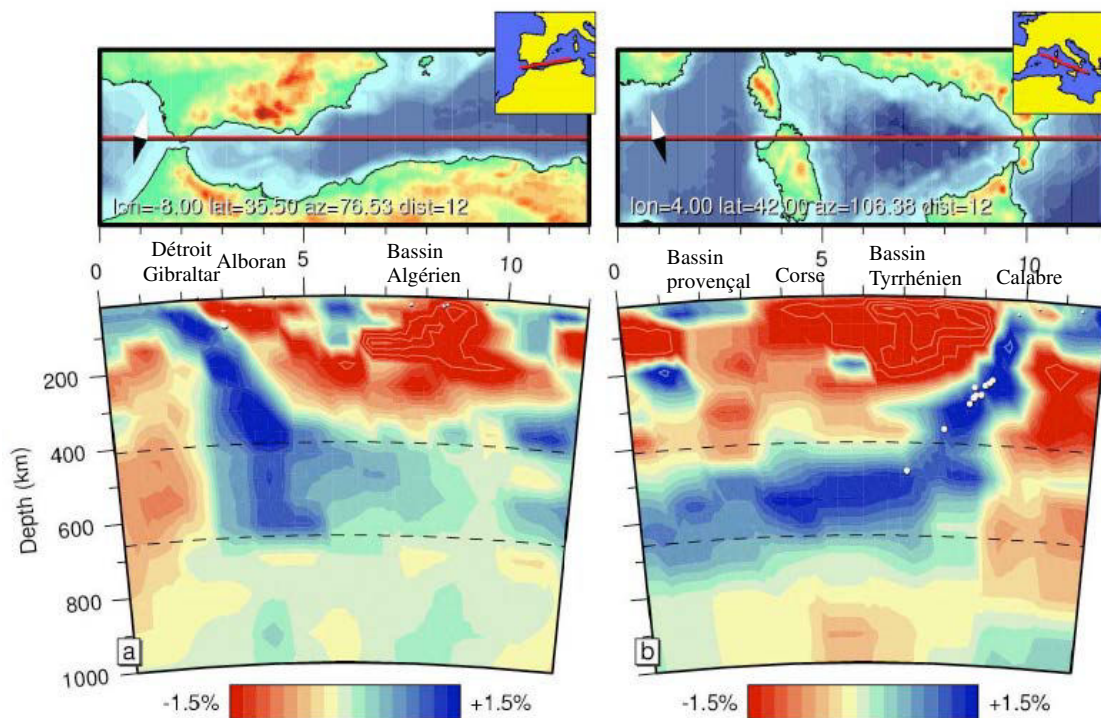 lon=-8.00 lat=35.50 az=76.53 dist=12
lon=4.00 lat=42.00 az=106.38 dist=12
0
Détroit
Gibraltar
Alboran
5
Bassin
Algérien
10
0
Bassin
provençal
Corse
5
Bassin
Tyrrhénien
10
Calabre
200
400
600
800
1000
Depth (km)
a
b
-1.5%
+1.5%
-1.5%
+1.5%